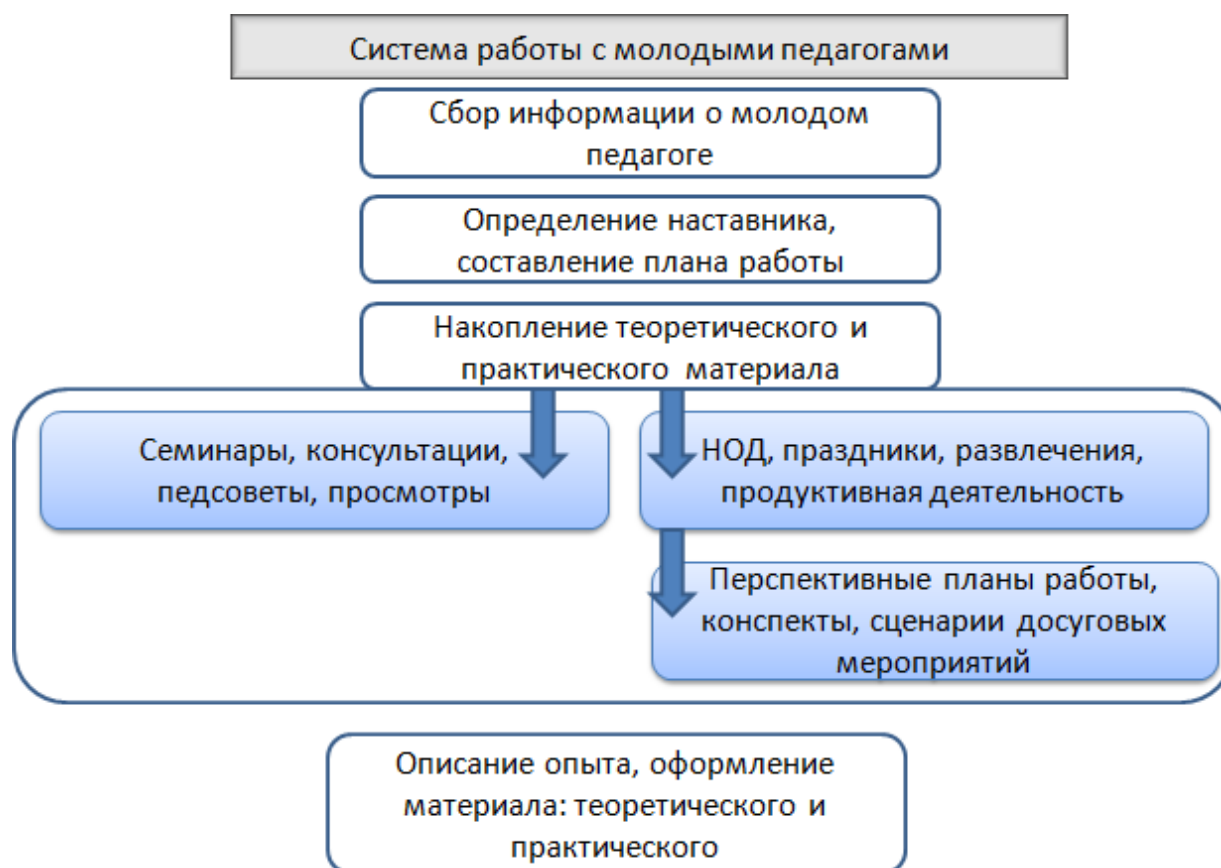 Система работы с молодыми педагогами
Сбор информации о молодом
педагоге
Определение наставника,
составление плана работы
Накопление теоретического и
практического материала
Семинары, консультации,
педсоветы, просмотры
НОД, праздники, развлечения,
продуктивная деятельность
Перспективные планы работы,
конспекты, сценарии досуговых
мероприятий
Описание опыта, оформление
материала: теоретического и
практического